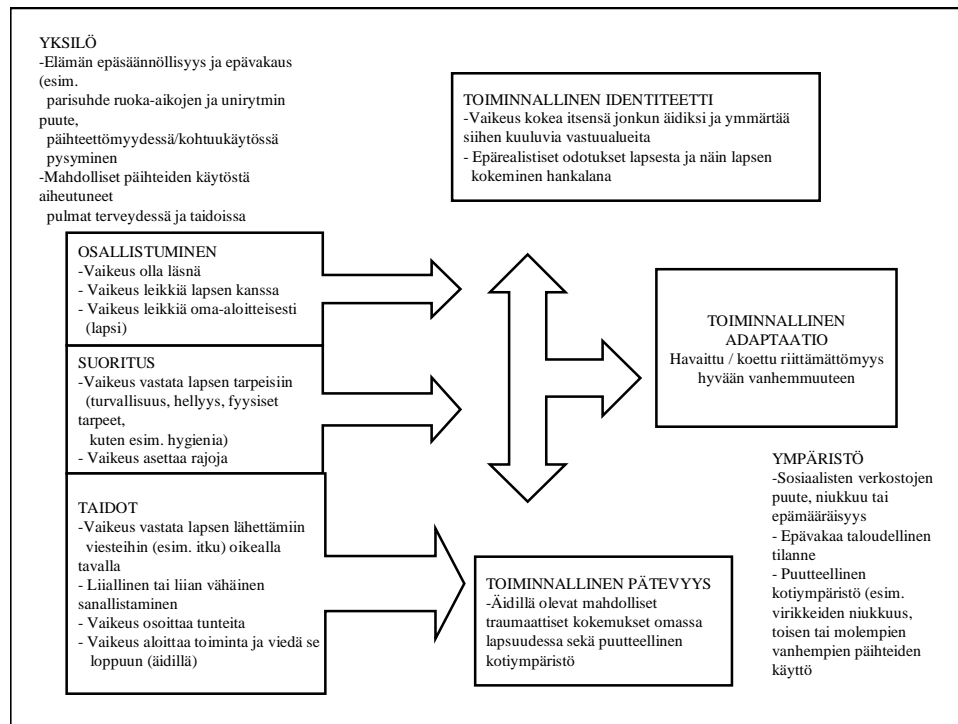 YKSILÖ
-Elämän epäsäännöllisyys ja epävakaus
(esim.
parisuhde ruoka-aikojen ja unirytmin
puute,
päihteettömyydessä/kohtuukäytössä
pysyminen
-Mahdolliset päihteiden käytöstä
aiheutuneet
pulmat terveydessä ja taidoissa
TOIMINNALLINEN IDENTITEETTI
-Vaikeus kokea itsensä jonkun äidiksi ja ymmärtää
siihen kuuluvia vastuualueita
- Epärealistiset odotukset lapsesta ja näin lapsen
kokeminen hankalana
OSALLISTUMINEN
-Vaikeus olla läsnä
- Vaikeus leikkiä lapsen kanssa
- Vaikeus leikkiä oma-aloitteisesti
(lapsi)
SUORITUS
- Vaikeus vastata lapsen tarpeisiin
(turvallisuus, hellyys, fyysiset
tarpeet,
kuten esim. hygienia)
- Vaikeus asettaa rajoja
TAIDOT
-Vaikeus vastata lapsen lähettämiin
viesteihin (esim. itku) oikealla
tavalla
- Liiallinen tai liian vähäinen
sanallistaminen
- Vaikeus osoittaa tunteita
- Vaikeus aloittaa toiminta ja viedä se
loppuun (äidillä)
TOIMINNALLINEN
ADAPTAATIO
Havaittu / koettu riittämättömyys
hyvään vanhemmuuteen
TOIMINNALLINEN PÄTEVYYS
-Äidillä olevat mahdolliset
traumaattiset kokemukset omassa
lapsuudessa sekä puutteellinen
kotiympäristö
YMPÄRISTÖ
-Sosiaalisten verkostojen
puute, niukkuu tai
epämääräisyys
- Epävakaa taloudellinen
tilanne
- Puutteellinen
kotiympäristö (esim.
virikkeiden niukkuus,
toisen tai molempien
vanhempien päihteiden
käyttö